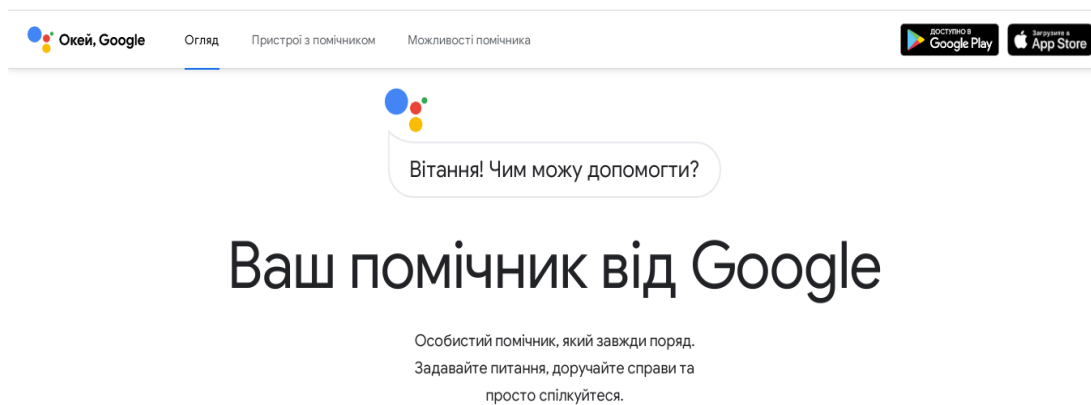 Окей, Google
Огляд
Пристрої з помічником
Можливості помічника
ДОСТУПНО В
Google Play
Загрузите в
App Store
Вітання! Чим можу допомогти?
Ваш помічник від Google
Особистий помічник, який завжди поряд.
Задавайте питання, доручайте справи та
просто спілкуйтеся.